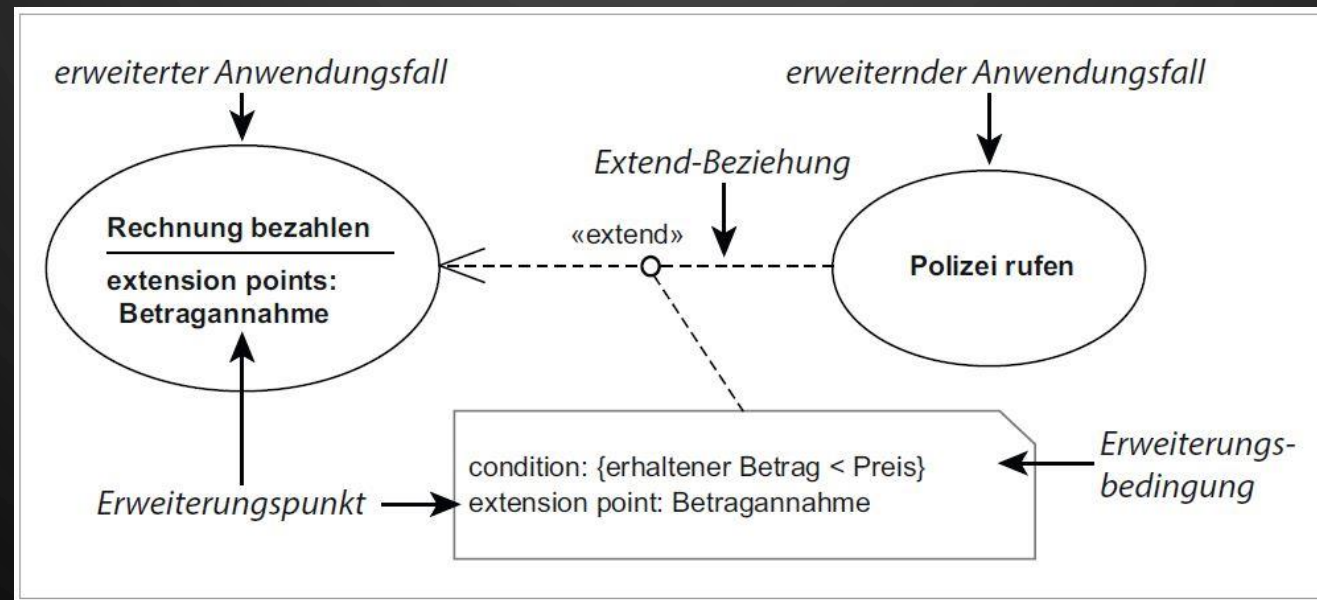 erweiterter Anwendungsfall
erweiternder Anwendungsfall
Extend-Beziehung
«extend»
Rechnung bezahlen
extension points:
Betragannahme
Polizei rufen
condition: {erhaltener Betrag < Preis}
extension point: Betragannahme
Erweiterungs-
bedingung
Erweiterungspunkt